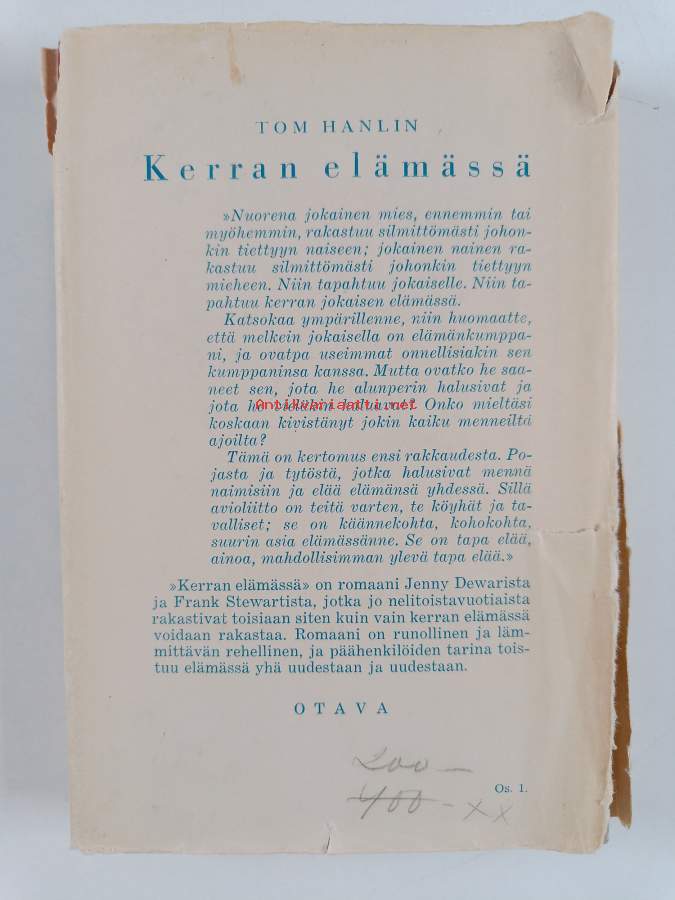 TOM HANLIN
Kerran elämässä
»Nuorena jokainen mies, ennemmin tai
myöhemmin, rakastuu silmittömästi johon-
kin tiettyyn naiseen; jokainen nainen ra-
kastuu silmittömästi johonkin tiettyyn
mieheen. Niin tapahtuu jokaiselle. Niin ta-
pahtuu kerran jokaisen elämässä.
Katsokaa ympärillenne, niin huomaatte,
että melkein jokaisella on elämänkumppa-
ni, ja ovatpa useimmat onnellisiakin sen
kumppaninsa kanssa. Mutta ovatko he saa-
neet sen, jota he alunperin halusivat ja
jota he haluavat? Onko mieltäsi
Antikvariaatti.net
koskaan kivistänyt jokin kaiku menneiltä
ajoilta?
Tämä on kertomus ensi rakkaudesta. Po-
jasta ja tytöstä, jotka halusivat mennä
naimisiin ja elää elämänsä yhdessä. Sillä
avioliitto on teitä varten, te köyhät ja ta-
valliset; se on käännekohta, kohokohta,
suurin asia elämässänne. Se on tapa elää,
ainoa, mahdollisimman ylevä tapa elää.»
»Kerran elämässä» on romaani Jenny Dewarista
ja Frank Stewartista, jotka jo nelitoistavuotiaista
rakastivat toisiaan siten kuin vain kerran elämässä
voidaan rakastaa. Romaani on runollinen ja läm-
mittävän rehellinen, ja päähenkilöiden tarina tois-
tuu elämässä yhä uudestaan ja uudestaan.
OTAVA
200 —
400 - xx
Os. 1.